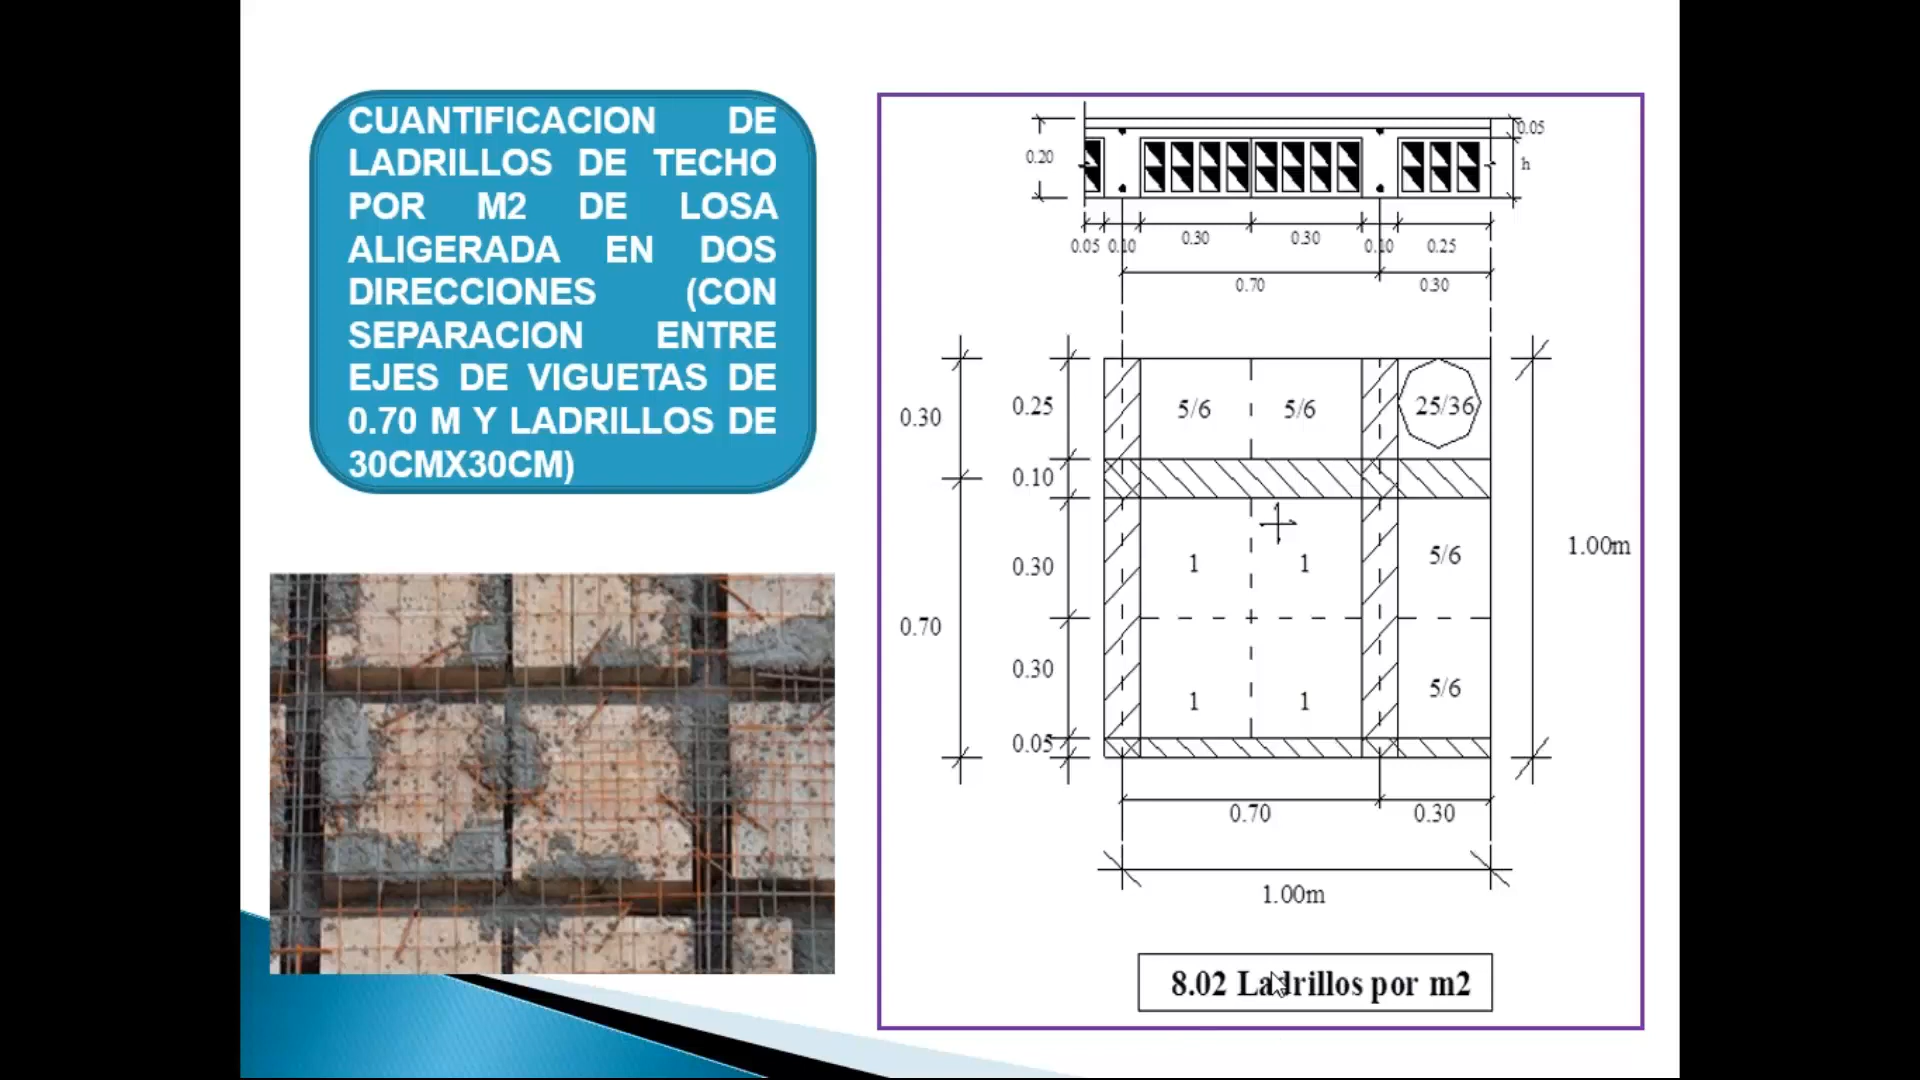 CUANTIFICACION DE
LADRILLOS DE TECHO
POR M2 DE LOSA
ALIGERADA EN DOS
DIRECCIONES (CON
SEPARACION ENTRE
EJES DE VIGUETAS DE
0.70 M Y LADRILLOS DE
30CMX30CM)
0.05
0.20
h
0.05 0.10 0.30 0.30 0.10 0.25
0.70 0.30
0.30
0.25
5/6 5/6 25/36
0.10
1.00m
0.30
1 1 5/6
0.70
0.30
1 1 5/6
0.05
0.70 0.30
1.00m
8.02 Ladrillos por m2